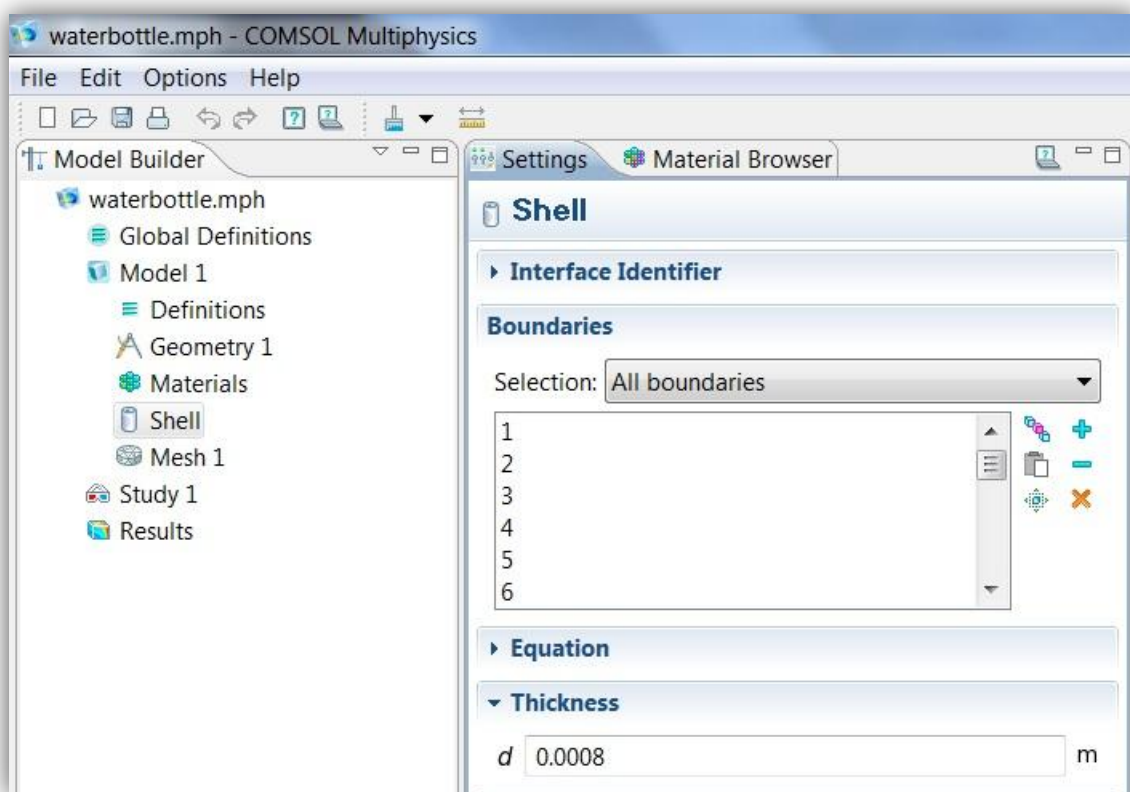 waterbottle.mph - COMSOL Multiphysics
File Edit Options Help
Model Builder
waterbottle.mph
Global Definitions
Model 1
Definitions
Geometry 1
Materials
Shell
Mesh 1
Study 1
Results
Settings Material Browser
Shell
Interface Identifier
Boundaries
Selection: All boundaries
1
2
3
4
5
6
Equation
Thickness
d 0.0008 m